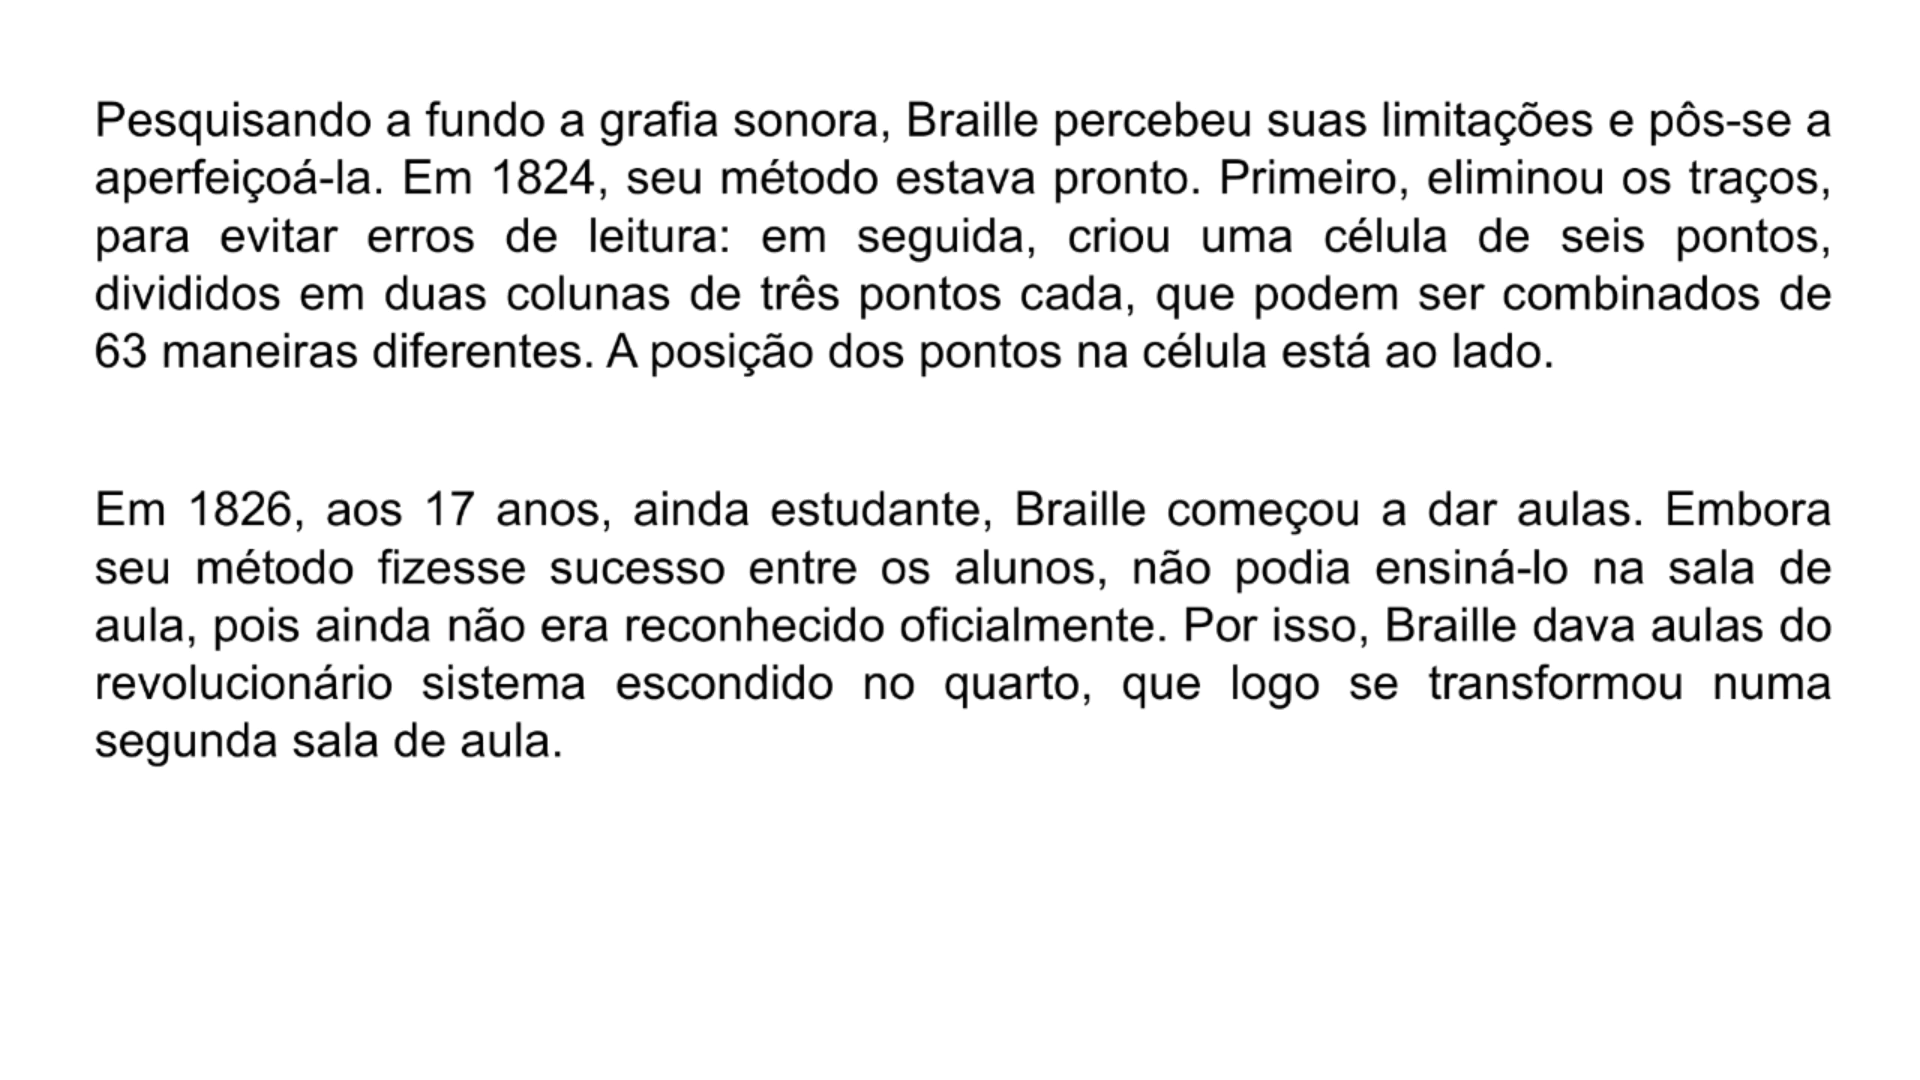 Pesquisando a fundo a grafia sonora, Braille percebeu suas limitações e pôs-se a
aperfeiçoá-la. Em 1824, seu método estava pronto. Primeiro, eliminou os traços,
para evitar erros de leitura: em seguida, criou uma célula de seis pontos,
divididos em duas colunas de três pontos cada, que podem ser combinados de
63 maneiras diferentes. A posição dos pontos na célula está ao lado.
Em 1826, aos 17 anos, ainda estudante, Braille começou a dar aulas. Embora
seu método fizesse sucesso entre os alunos, não podia ensiná-lo na sala de
aula, pois ainda não era reconhecido oficialmente. Por isso, Braille dava aulas do
revolucionário sistema escondido no quarto, que logo se transformou numa
segunda sala de aula.